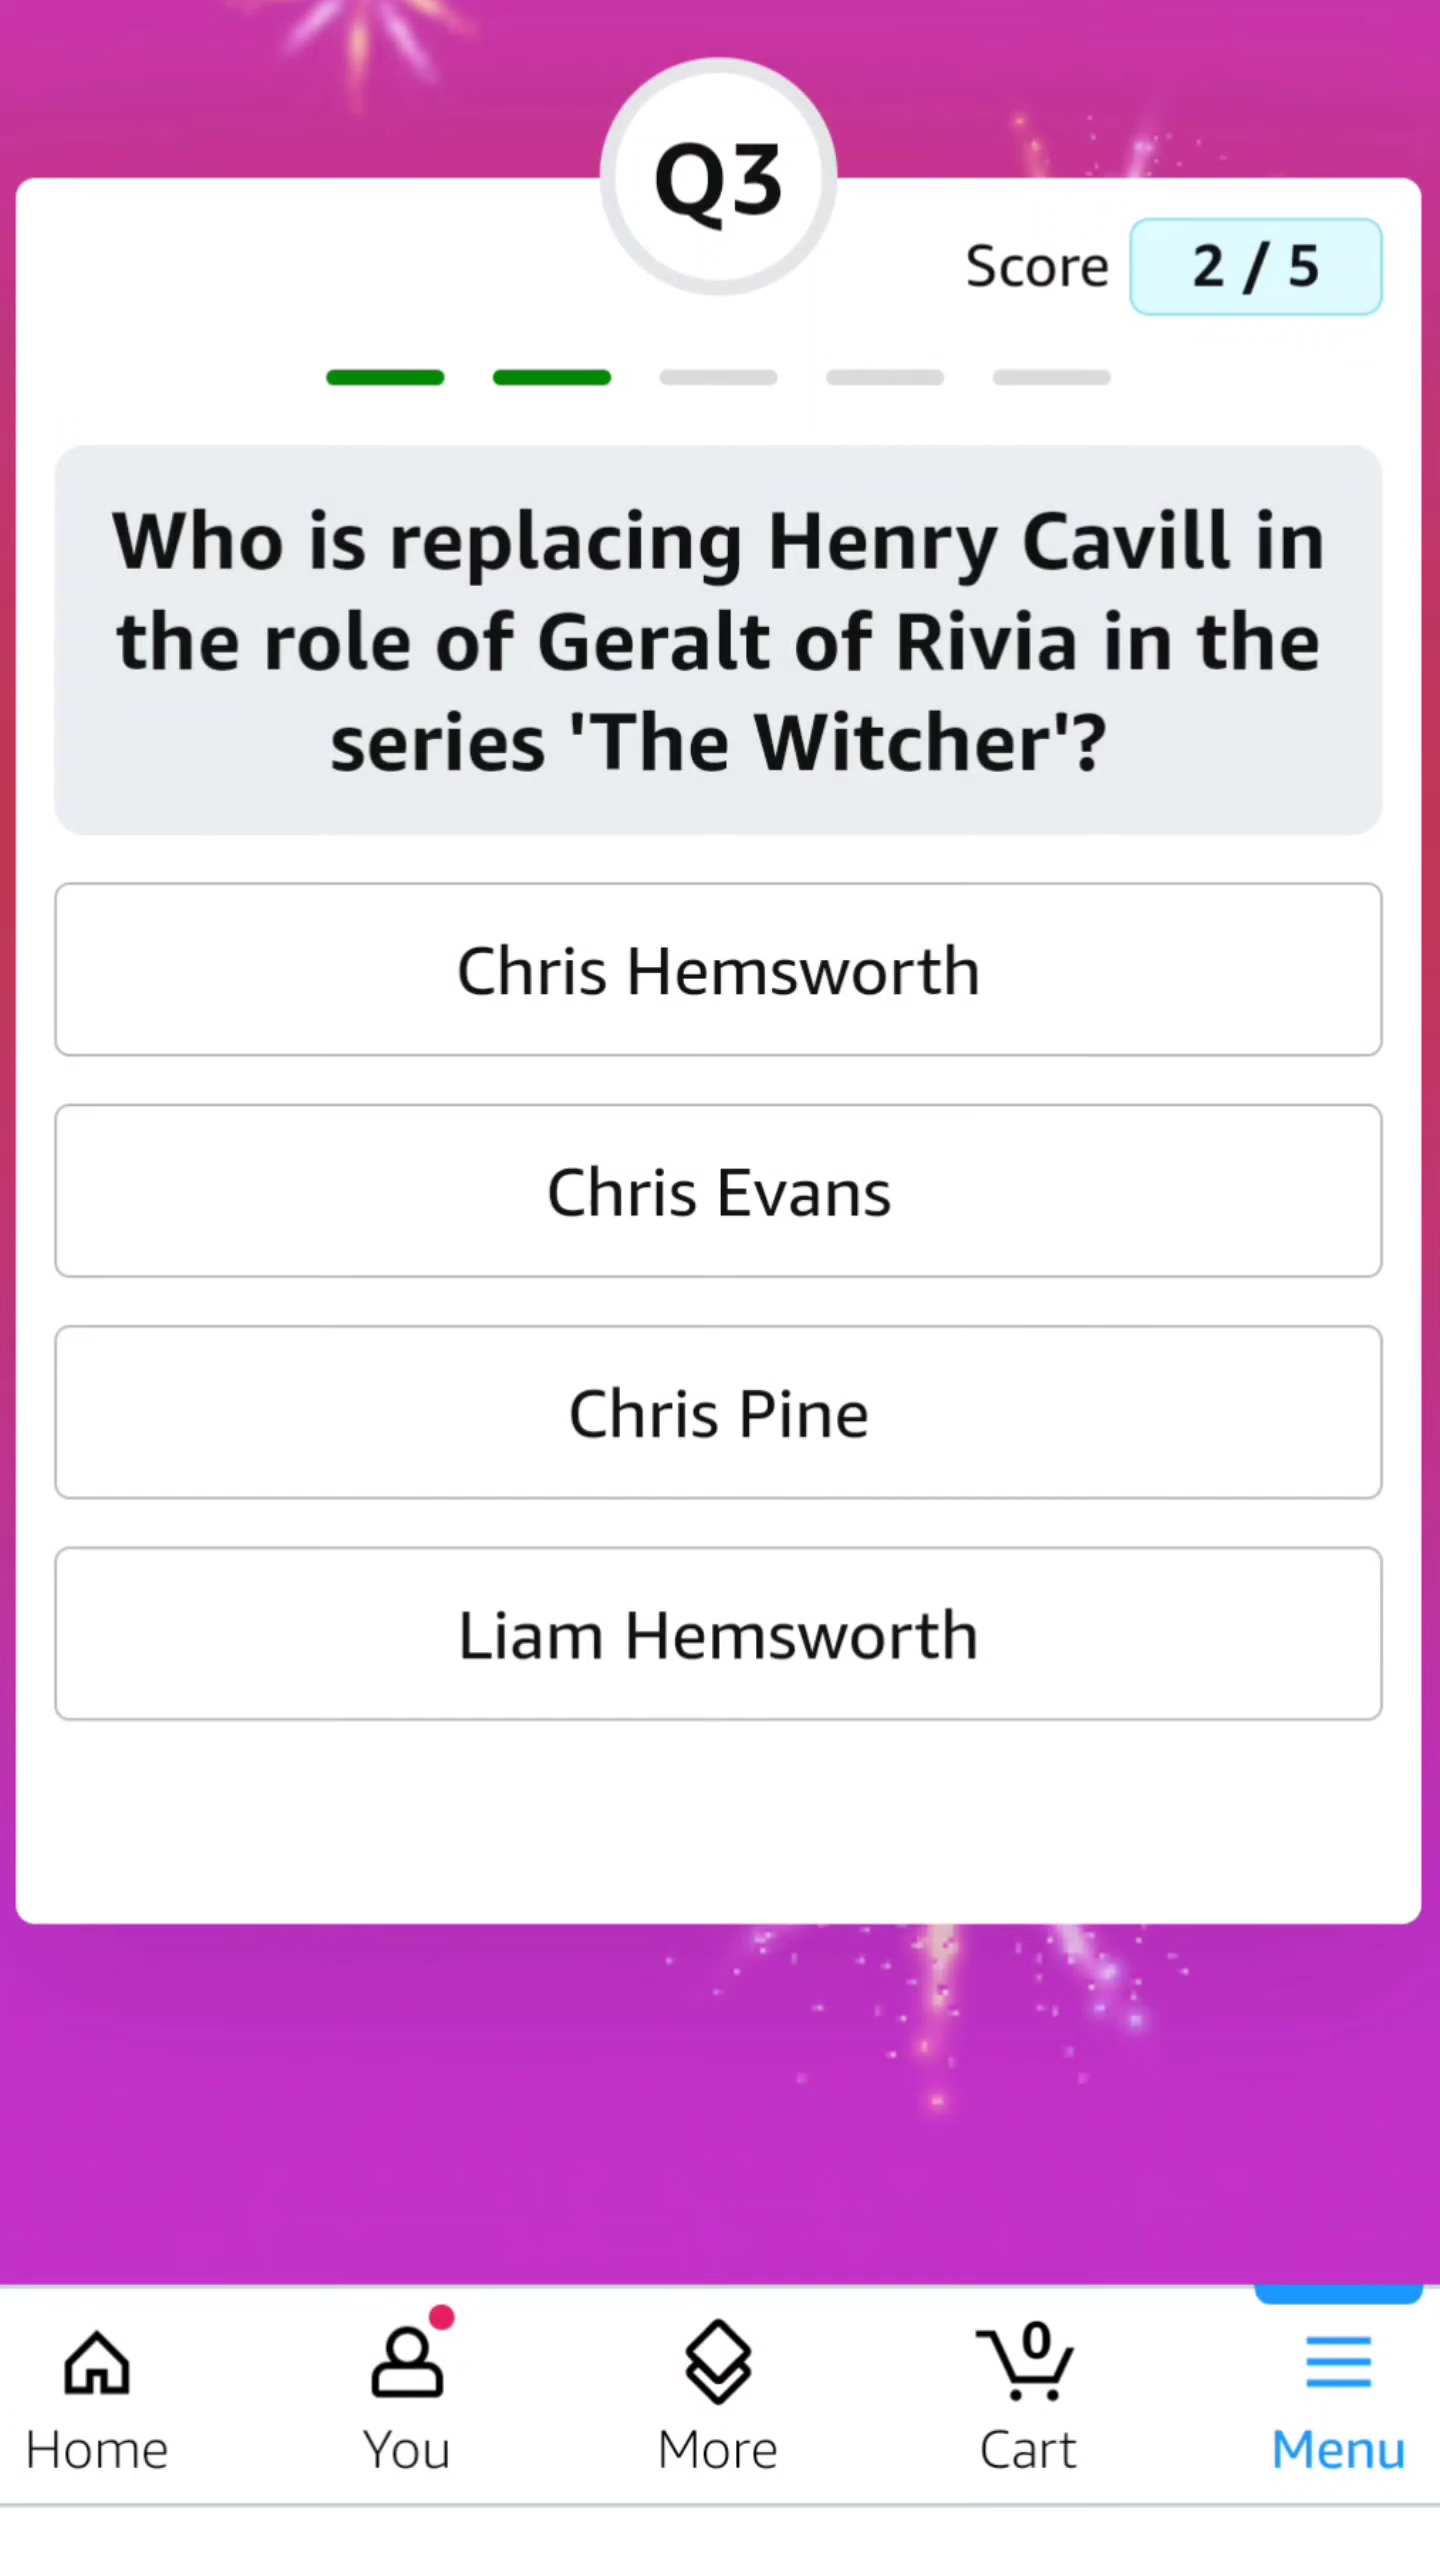 Q3
Score 2 / 5
Who is replacing Henry Cavill in
the role of Geralt of Rivia in the
series 'The Witcher'?
Chris Hemsworth
Chris Evans
Chris Pine
Liam Hemsworth
0
Home You More Cart Menu